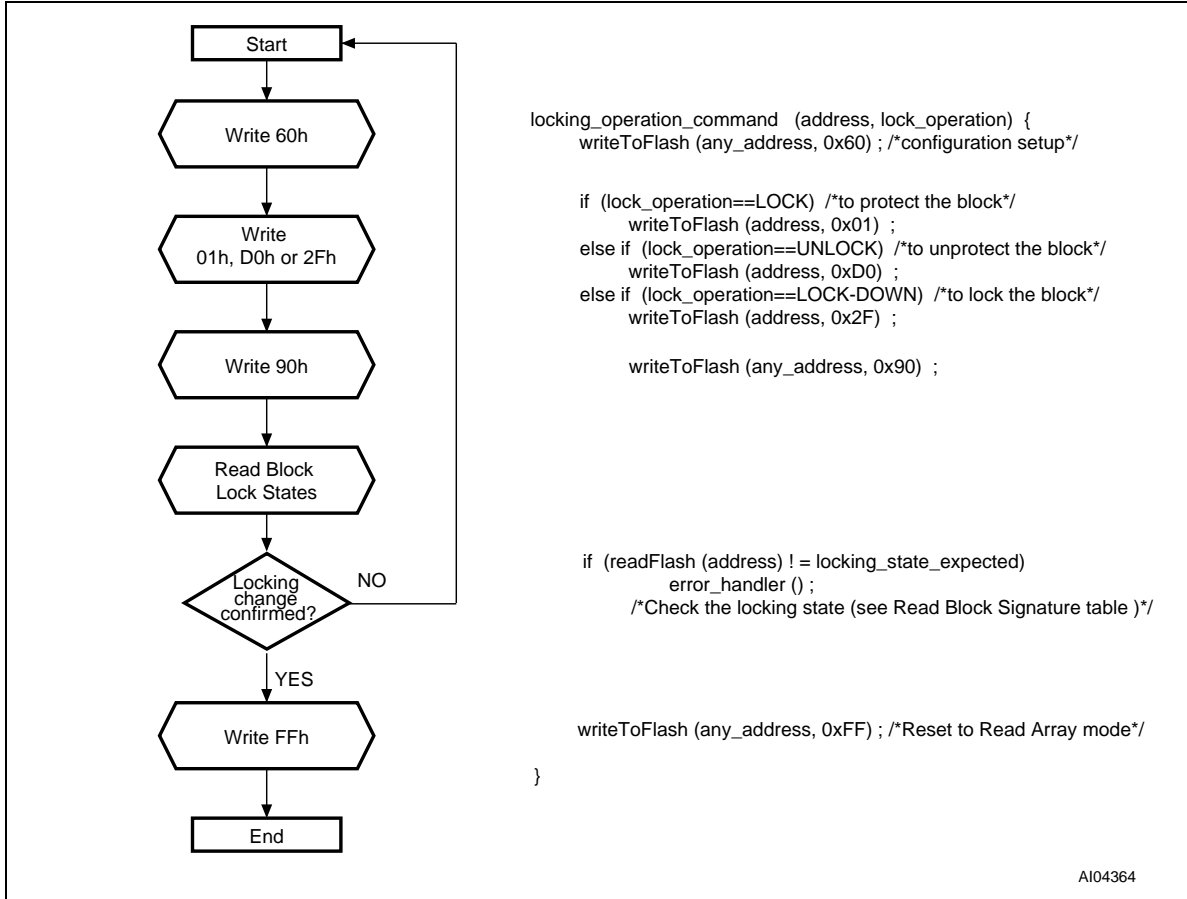 Start
Write 60h
Write
01h, D0h or 2Fh
Write 90h
Read Block
Lock States
Locking
change
confirmed?
NO
YES
Write FFh
End
locking_operation_command (address, lock_operation) {
writeToFlash (any_address, 0x60) ; /*configuration setup*/
if (lock_operation==LOCK) /*to protect the block*/
writeToFlash (address, 0x01) ;
else if (lock_operation==UNLOCK) /*to unprotect the block*/
writeToFlash (address, 0xD0) ;
else if (lock_operation==LOCK-DOWN) /*to lock the block*/
writeToFlash (address, 0x2F) ;
writeToFlash (any_address, 0x90) ;
if (readFlash (address) ! = locking_state_expected)
error_handler () ;
/*Check the locking state (see Read Block Signature table )*/
writeToFlash (any_address, 0xFF) ; /*Reset to Read Array mode*/
}
AI04364